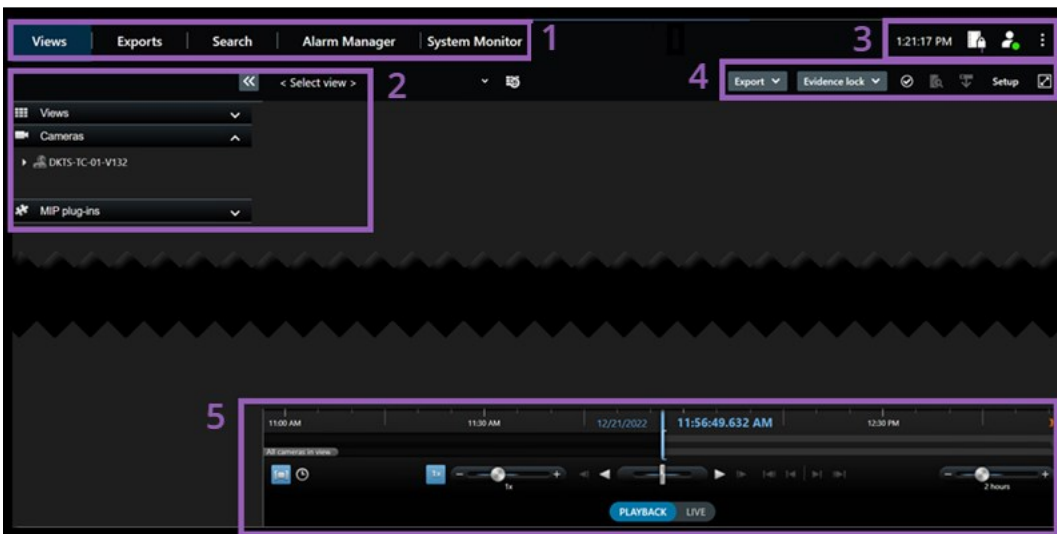 Views Exports Search Alarm Manager System Monitor 1 3 1:21:17 PM
< Select view > 2 4 Export Evidence lock Setup
Views
Cameras
DKTS-TC-01-V132
MIP plug-ins
5
11:00 AM 11:30 AM 12/21/2022 11:56:49.632 AM 12:30 PM
All cameras in view
1x
1x 2 hours
PLAYBACK LIVE